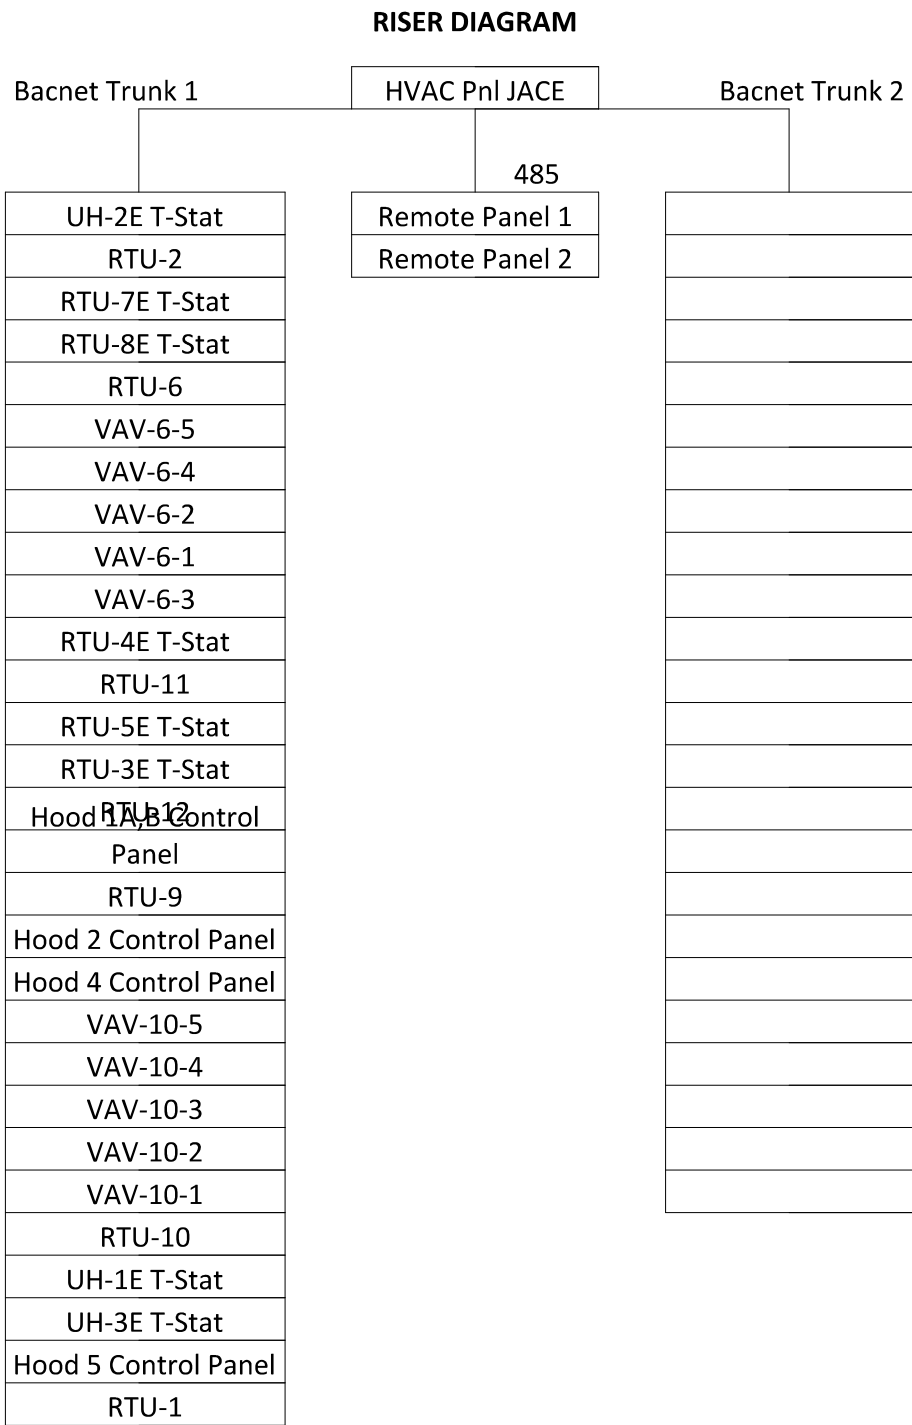 RISER DIAGRAM
Bacnet Trunk 1
HVAC Pnl JACE
Bacnet Trunk 2
485
UH-2E T-Stat
RTU-2
RTU-7E T-Stat
RTU-8E T-Stat
RTU-6
VAV-6-5
VAV-6-4
VAV-6-2
VAV-6-1
VAV-6-3
RTU-4E T-Stat
RTU-11
RTU-5E T-Stat
RTU-3E T-Stat
RTU-12
Hood 1A,B Control
Panel
RTU-9
Hood 2 Control Panel
Hood 4 Control Panel
VAV-10-5
VAV-10-4
VAV-10-3
VAV-10-2
VAV-10-1
RTU-10
UH-1E T-Stat
UH-3E T-Stat
Hood 5 Control Panel
RTU-1
Remote Panel 1
Remote Panel 2